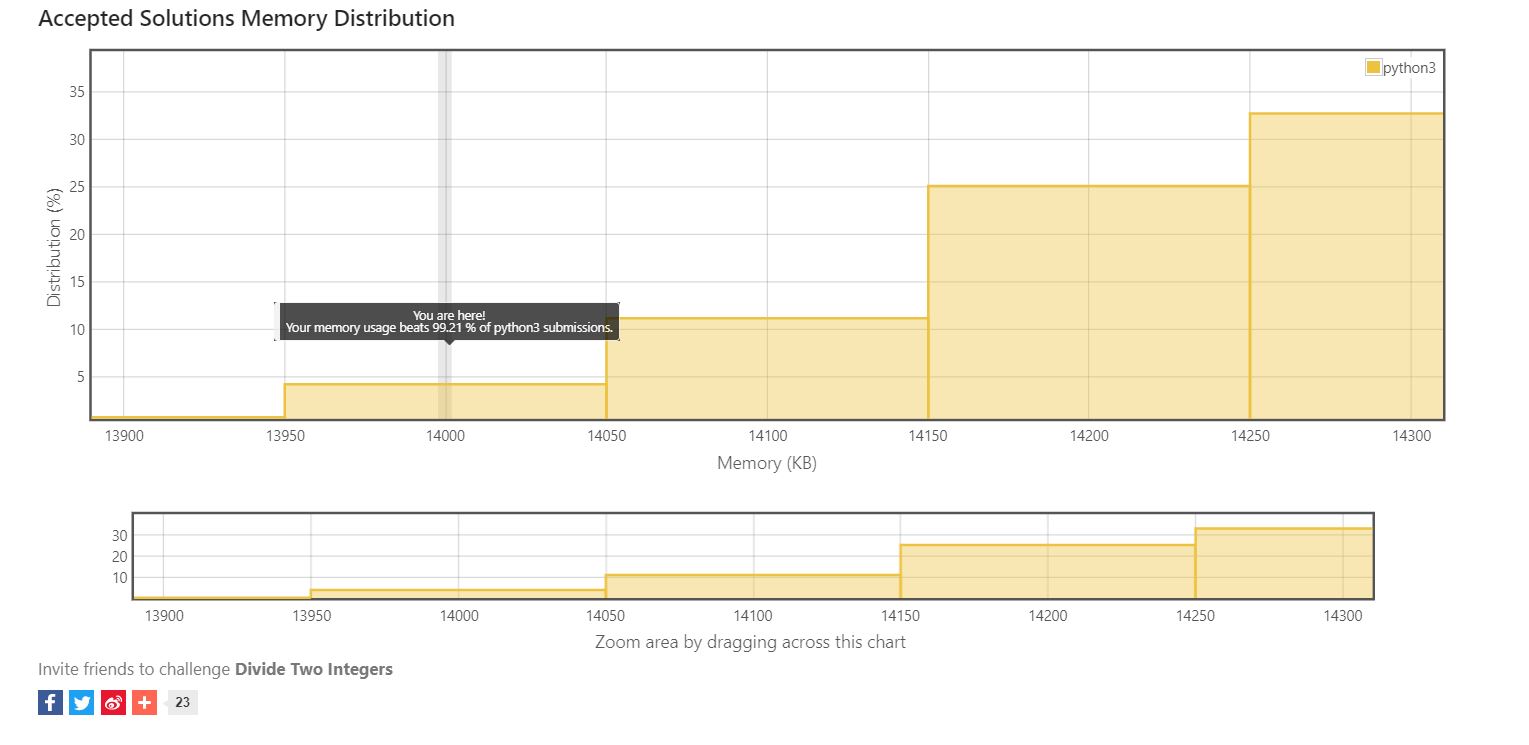 Accepted Solutions Memory Distribution
python3
35
30
25
20
15
10
5
Distribution (%)
You are here!
Your memory usage beats 99.21 % of python3 submissions.
13900 13950 14000 14050 14100 14150 14200 14250 14300
Memory (KB)
30
20
10
13900 13950 14000 14050 14100 14150 14200 14250 14300
Zoom area by dragging across this chart
Invite friends to challenge Divide Two Integers
23